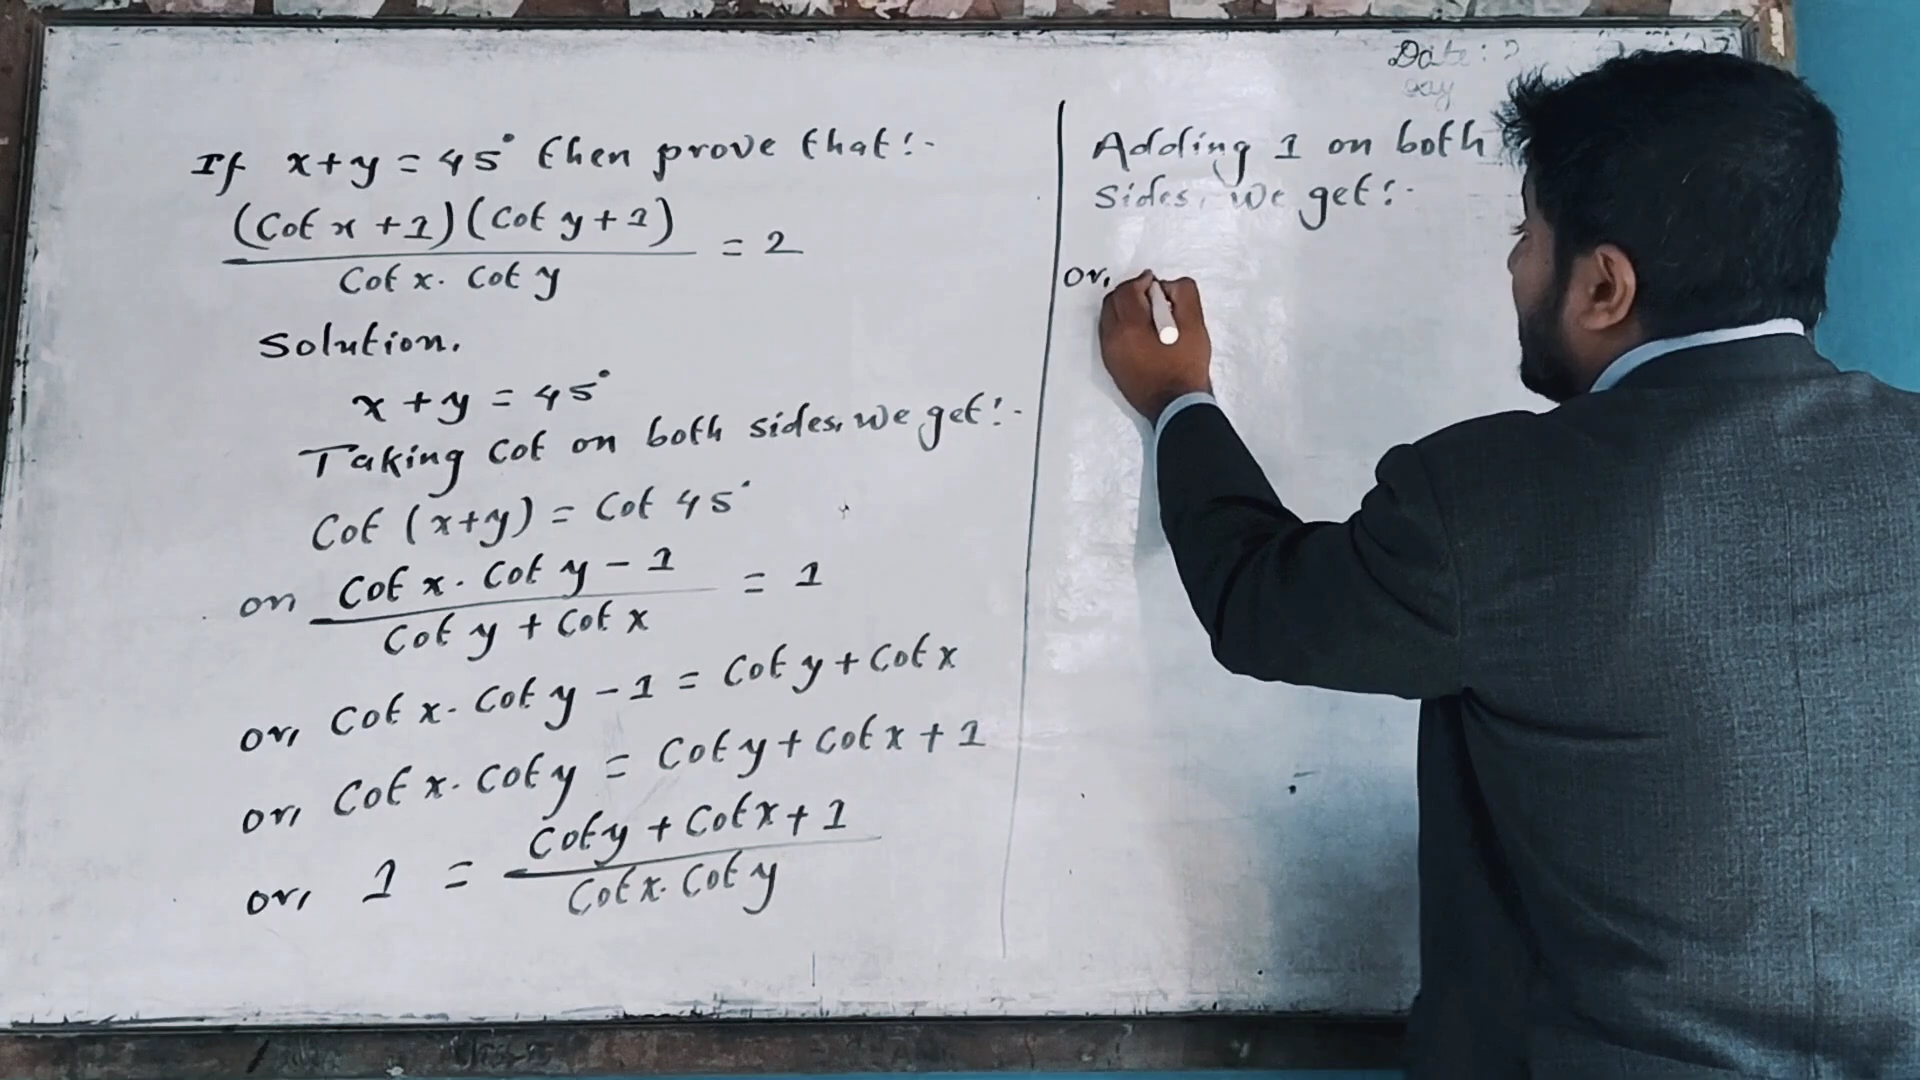 Date:
If x+y = 45° then prove that:-
(Cot x +1)(Cot y +1)
= 2
Cot x. Cot y
Solution.
x + y = 45°
Taking Cot on both sides, we get:-
Cot (x+y) = Cot 45°
or Cot x. Cot y - 1
= 1
Cot y + Cot x
or, Cot x. Cot y - 1 = Cot y + Cot x
or, Cot x. Cot y = Cot y + Cot x + 1
or, 1 = Cot y + Cot x + 1
Cot x. Cot y
Adding 1 on both
sides, we get:-
or,